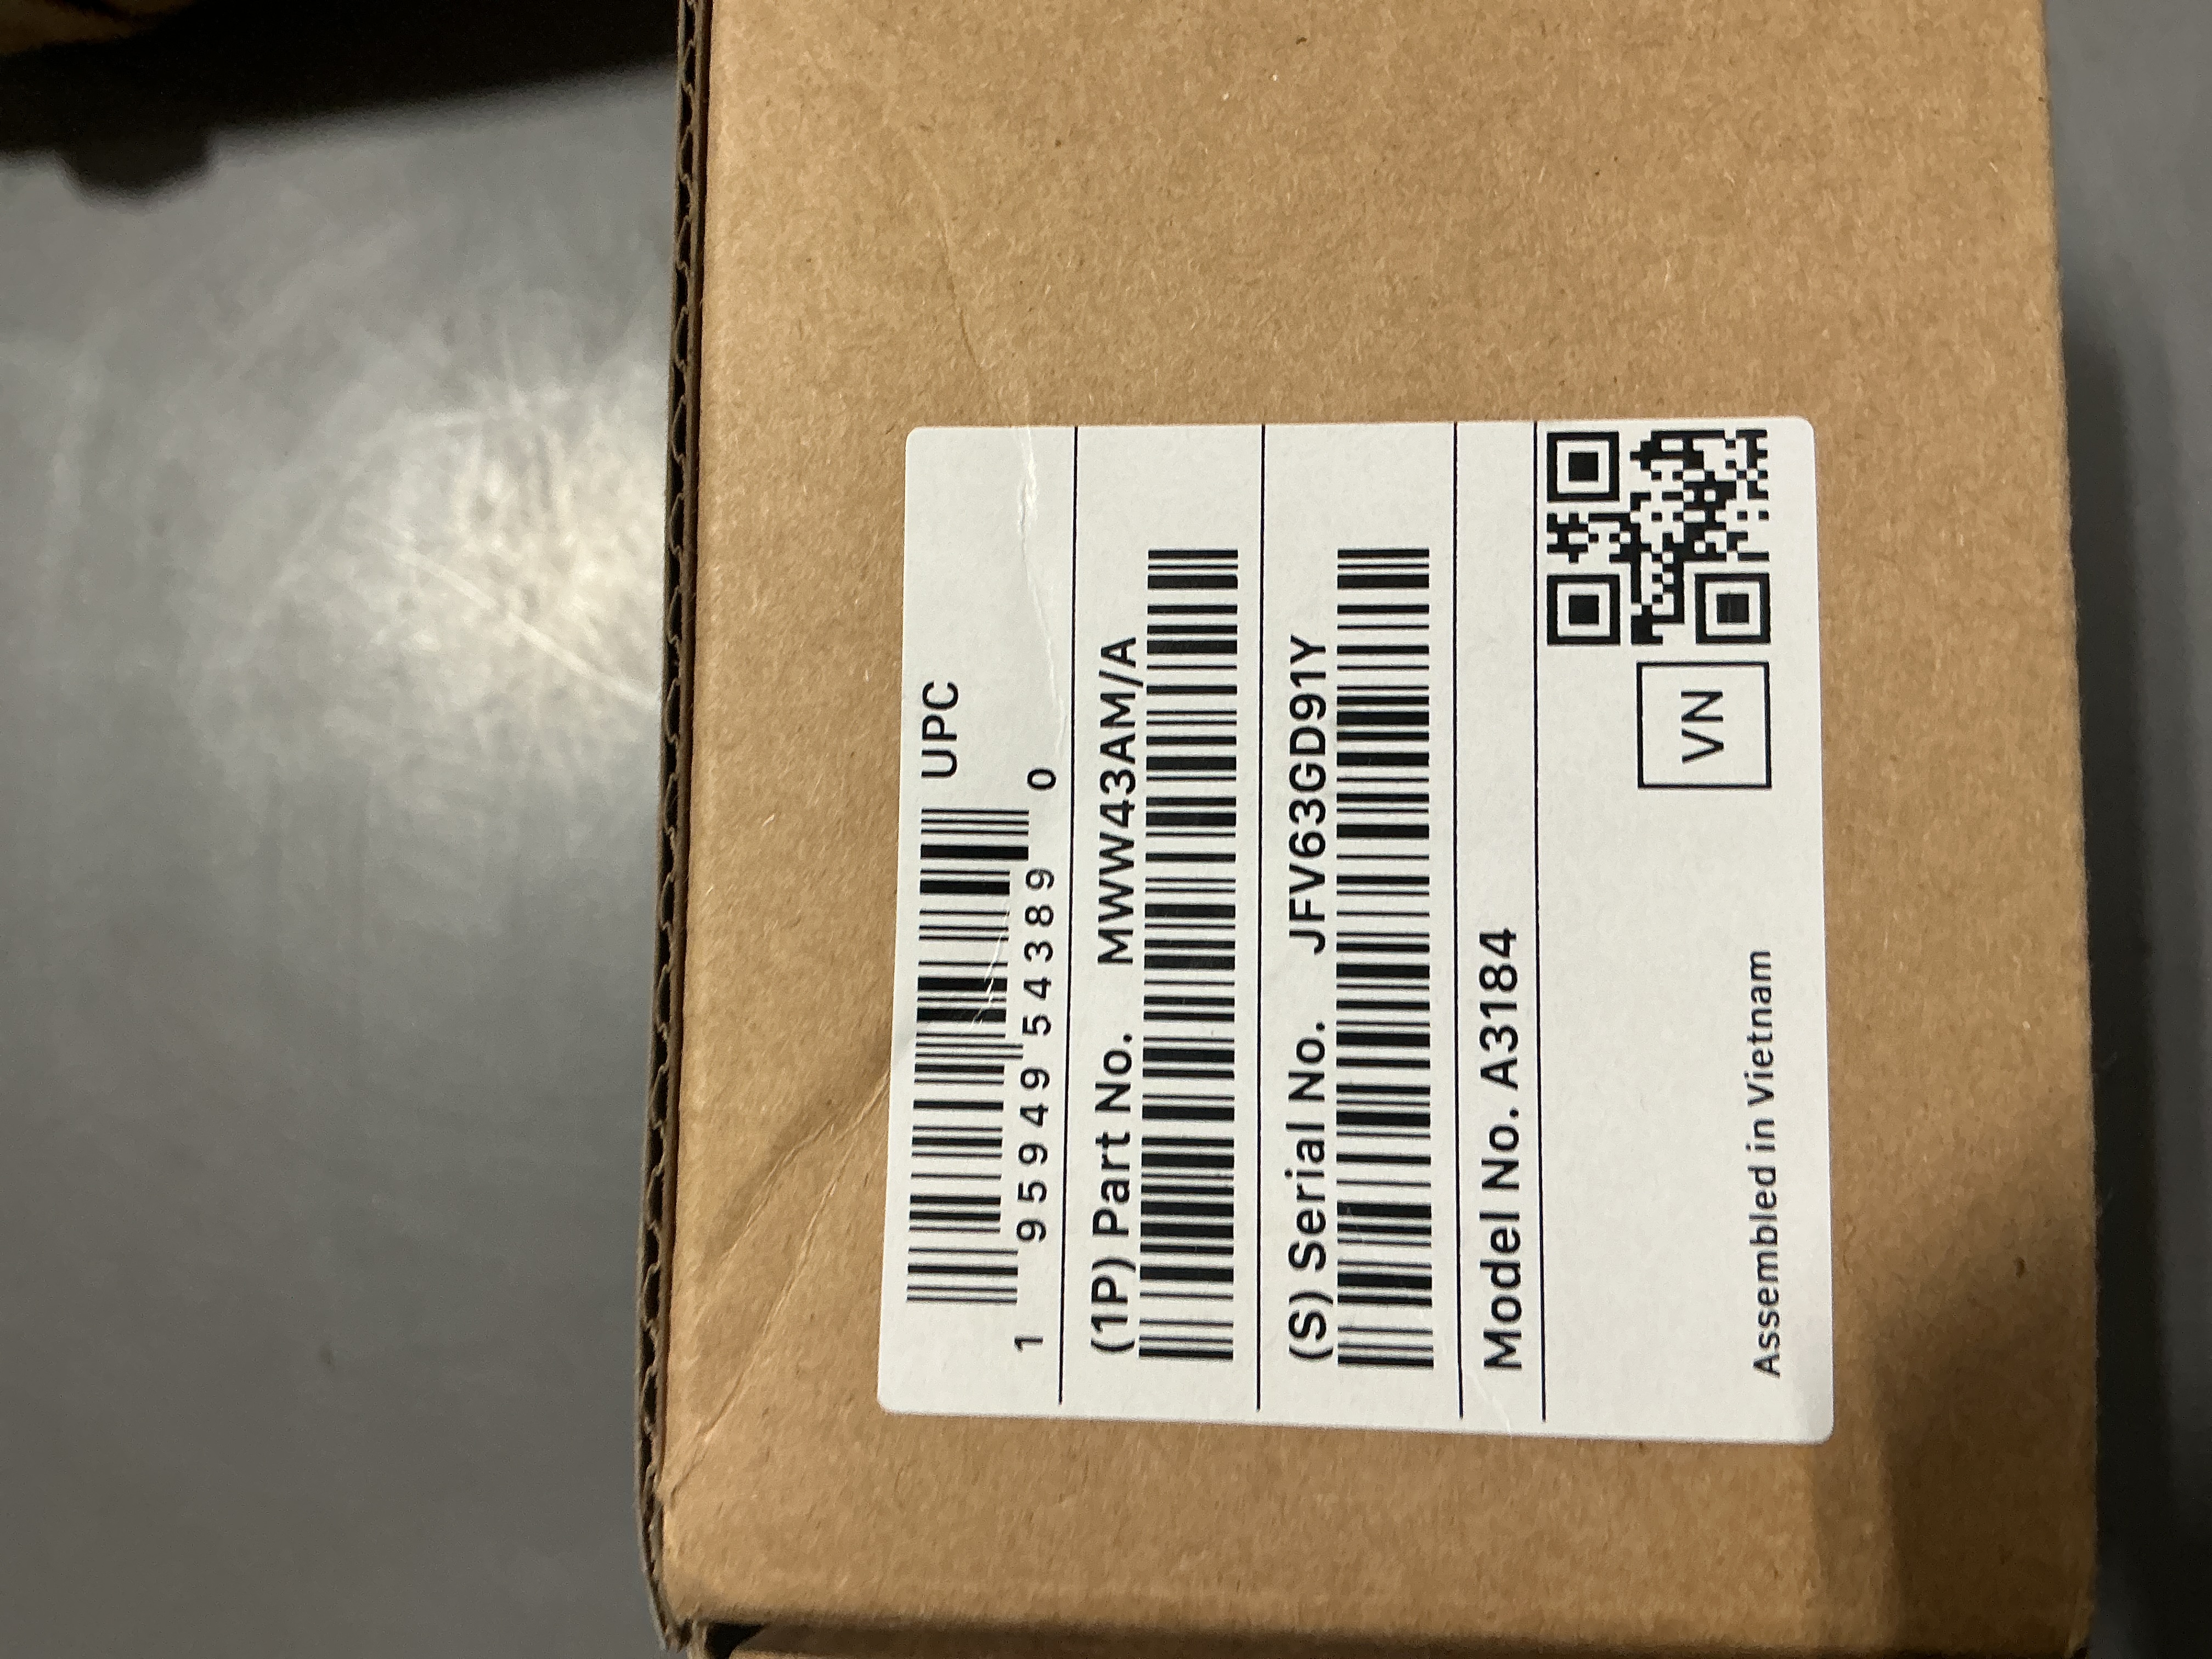 UPC
1 95949 54389 0
(1P) Part No. MWW43AM/A
(S) Serial No. JFV63GD91Y
Model No. A3184
VN
Assembled in Vietnam